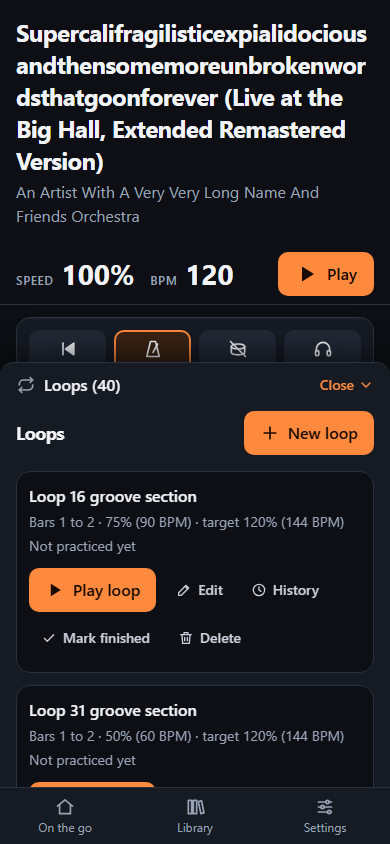 Supercalifragilisticexpialidocious
andthensomemoreunbrokenwor
dsthatgoonforever (Live at the
Big Hall, Extended Remastered
Version)
An Artist With A Very Very Long Name And
Friends Orchestra
SPEED 100% BPM 120 Play
Loops (40) Close
Loops New loop
Loop 16 groove section
Bars 1 to 2 · 75% (90 BPM) · target 120% (144 BPM)
Not practiced yet
Play loop Edit History
Mark finished Delete
Loop 31 groove section
Bars 1 to 2 · 50% (60 BPM) · target 120% (144 BPM)
Not practiced yet
On the go Library Settings